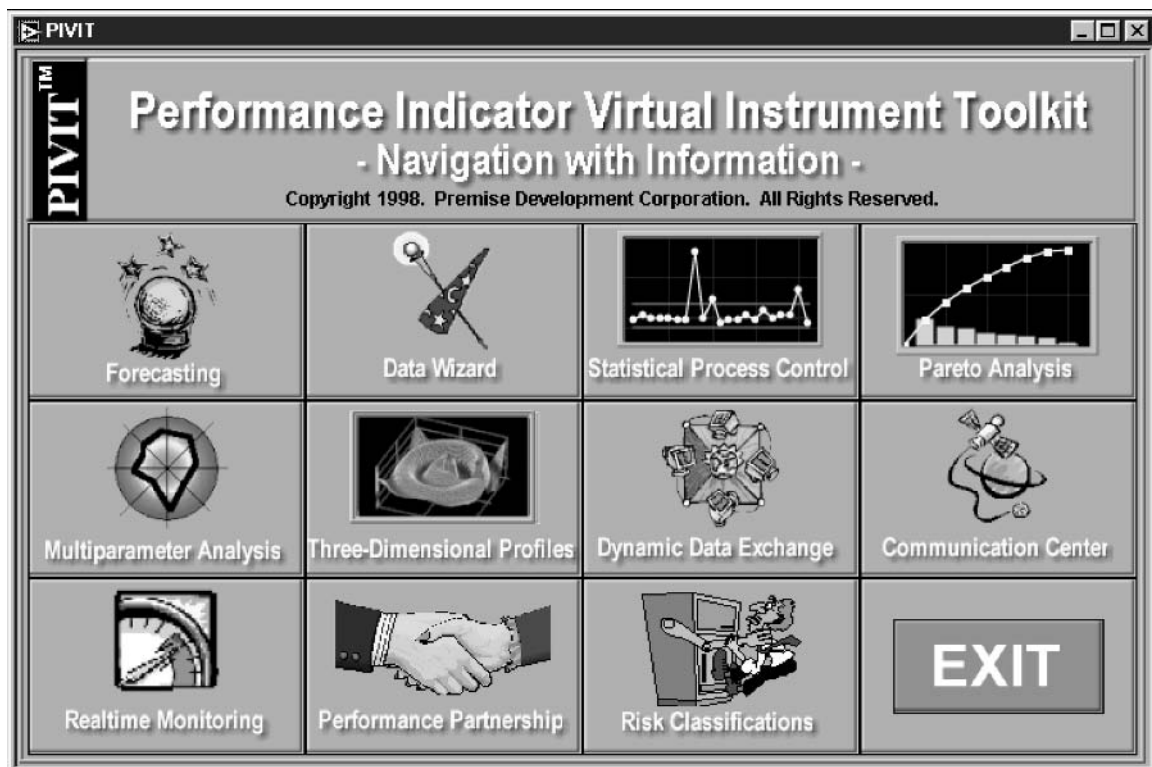 PIVIT
PIVIT™
Performance Indicator Virtual Instrument Toolkit
- Navigation with Information -
Copyright 1998. Premise Development Corporation. All Rights Reserved.
Forecasting
Data Wizard
Statistical Process Control
Pareto Analysis
Multiparameter Analysis
Three-Dimensional Profiles
Dynamic Data Exchange
Communication Center
Realtime Monitoring
Performance Partnership
Risk Classifications
EXIT